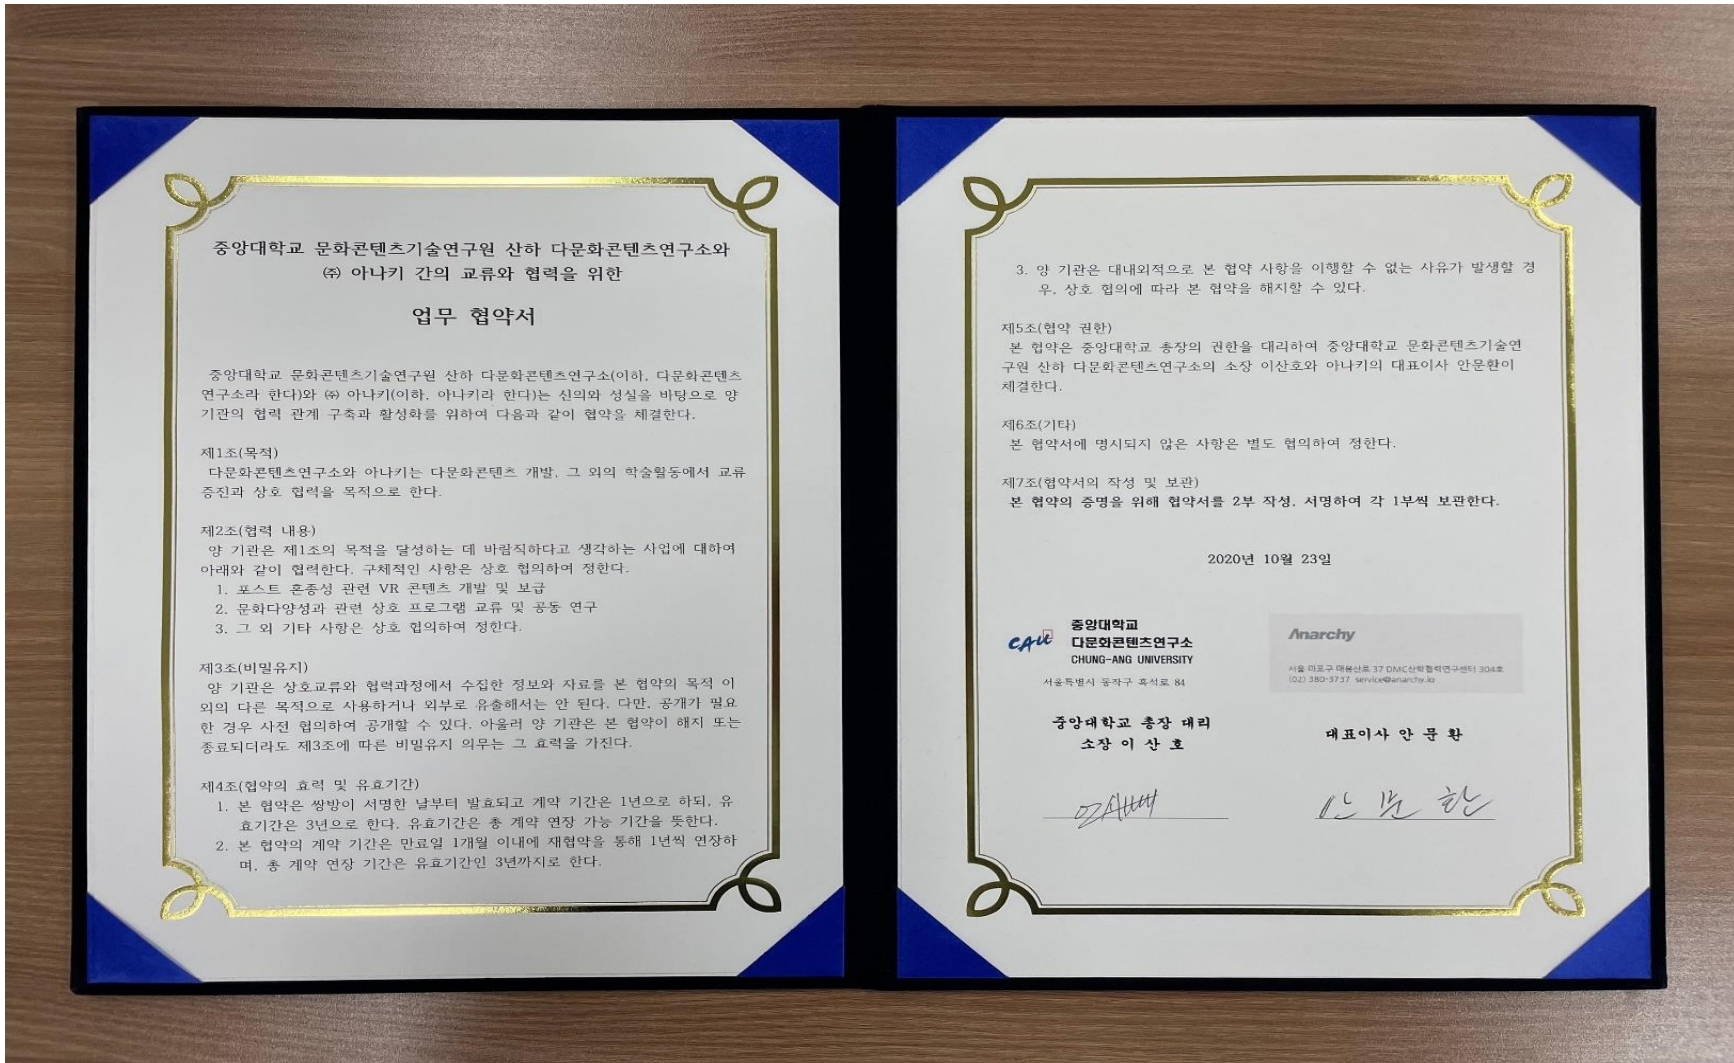 중앙대학교 문화콘텐츠기술연구원 산하 다문화콘텐츠연구소와
㈜ 아나키 간의 교류와 협력을 위한
업무 협약서
중앙대학교 문화콘텐츠기술연구원 산하 다문화콘텐츠연구소(이하, 다문화콘텐츠
연구소라 한다)와 ㈜ 아나키(이하, 아나키라 한다)는 신의와 성실을 바탕으로 양
기관의 협력 관계 구축과 활성화를 위하여 다음과 같이 협약을 체결한다.
제1조(목적)
다문화콘텐츠연구소와 아나키는 다문화콘텐츠 개발, 그 외의 학술활동에서 교류
증진과 상호 협력을 목적으로 한다.
제2조(협력 내용)
양 기관은 제1조의 목적을 달성하는 데 바람직하다고 생각하는 사업에 대하여
아래와 같이 협력한다. 구체적인 사항은 상호 협의하여 정한다.
1. 포스트 혼종성 관련 VR 콘텐츠 개발 및 보급
2. 문화다양성과 관련 상호 프로그램 교류 및 공동 연구
3. 그 외 기타 사항은 상호 협의하여 정한다.
제3조(비밀유지)
양 기관은 상호교류와 협력과정에서 수집한 정보와 자료를 본 협약의 목적 이
외의 다른 목적으로 사용하거나 외부로 유출해서는 안 된다. 다만, 공개가 필요
한 경우 사전 협의하여 공개할 수 있다. 아울러 양 기관은 본 협약이 해지 또는
종료되더라도 제3조에 따른 비밀유지 의무는 그 효력을 가진다.
제4조(협약의 효력 및 유효기간)
1. 본 협약은 쌍방이 서명한 날부터 발효되고 계약 기간은 1년으로 하되, 유
효기간은 3년으로 한다. 유효기간은 총 계약 연장 가능 기간을 뜻한다.
2. 본 협약의 계약 기간은 만료일 1개월 이내에 재협약을 통해 1년씩 연장하
며, 총 계약 연장 기간은 유효기간인 3년까지로 한다.
3. 양 기관은 대내외적으로 본 협약 사항을 이행할 수 없는 사유가 발생할 경
우, 상호 협의에 따라 본 협약을 해지할 수 있다.
제5조(협약 권한)
본 협약은 중앙대학교 총장의 권한을 대리하여 중앙대학교 문화콘텐츠기술연
구원 산하 다문화콘텐츠연구소의 소장 이산호와 아나키의 대표이사 안문환이
체결한다.
제6조(기타)
본 협약서에 명시되지 않은 사항은 별도 협의하여 정한다.
제7조(협약서의 작성 및 보관)
본 협약의 증명을 위해 협약서를 2부 작성, 서명하여 각 1부씩 보관한다.
2020년 10월 23일
CAU
중앙대학교
다문화콘텐츠연구소
CHUNG-ANG UNIVERSITY
서울특별시 동작구 흑석로 84
중앙대학교 총장 대리
소장 이 산 호
Anarchy
서울 마포구 매봉산로 37 DMC산학협력연구센터 304호
(02) 380-3737 service@anarchy.io
대표이사 안 문 환
안 문 환